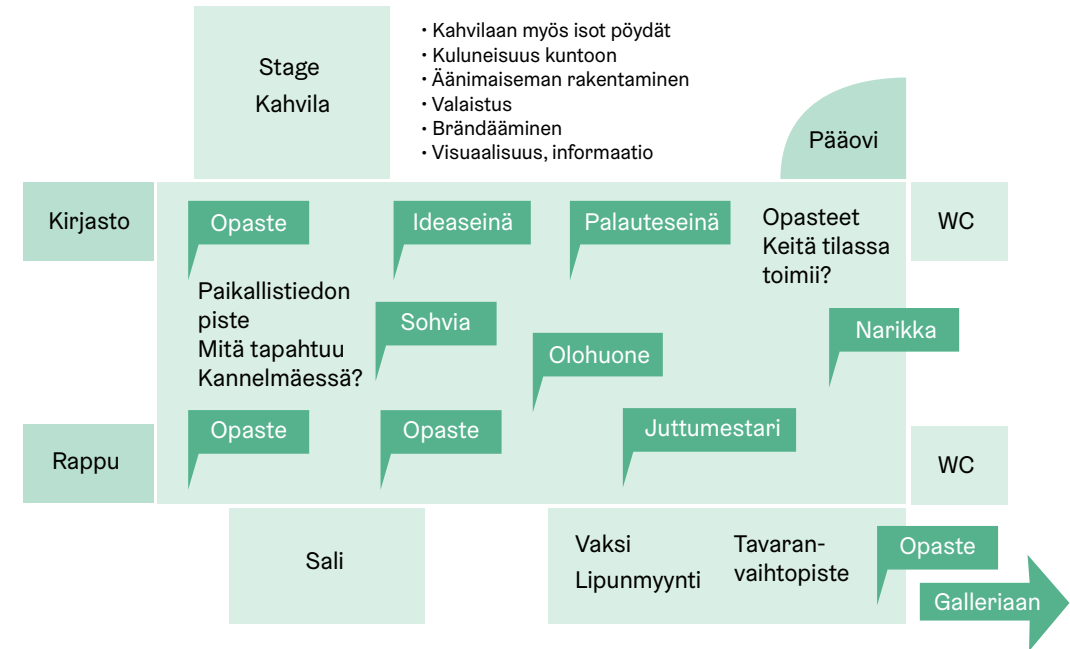 Stage
Kahvila
· Kahvilaan myös isot pöydät
· Kuluneisuus kuntoon
· Äänimaiseman rakentaminen
· Valaistus
· Brändääminen
· Visuaalisuus, informaatio
Pääovi
Kirjasto
Opaste
Ideaseinä
Palauteseinä
Opasteet
Keitä tilassa
toimii?
WC
Paikallistiedon
piste
Mitä tapahtuu
Kannelmäessä?
Sohvia
Olohuone
Narikka
Rappu
Opaste
Opaste
Juttumestari
WC
Sali
Vaksi
Lipunmyynti
Tavaran-
vaihtopiste
Opaste
Galleriaan